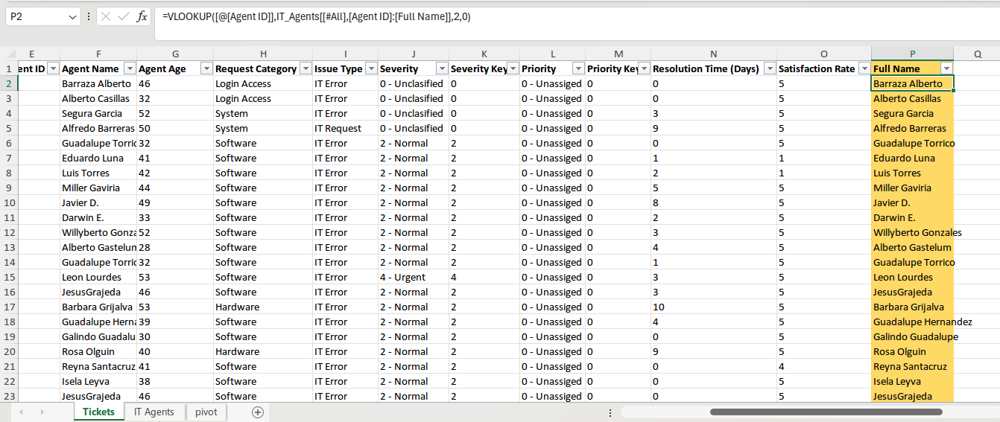 P2 fx =VLOOKUP([@[Agent ID]],IT_Agents[[#All],[Agent ID]:[Full Name]],2,0)
E F G H I J K L M N O P Q
1 ent ID Agent Name Agent Age Request Category Issue Type Severity Severity Key Priority Priority Key Resolution Time (Days) Satisfaction Rate Full Name
2 Barraza Alberto 46 Login Access IT Error 0 - Unclasified 0 0 - Unassiged 0 0 5 Barraza Alberto
3 Alberto Casillas 32 Login Access IT Error 0 - Unclasified 0 0 - Unassiged 0 0 5 Alberto Casillas
4 Segura Garcia 52 System IT Error 0 - Unclasified 0 0 - Unassiged 0 3 5 Segura Garcia
5 Alfredo Barreras 50 System IT Request 0 - Unclasified 0 0 - Unassiged 0 9 5 Alfredo Barreras
6 Guadalupe Torric 32 Software IT Error 2 - Normal 2 0 - Unassiged 0 0 5 Guadalupe Torrico
7 Eduardo Luna 41 Software IT Error 2 - Normal 2 0 - Unassiged 0 1 1 Eduardo Luna
8 Luis Torres 42 Software IT Error 2 - Normal 2 0 - Unassiged 0 2 1 Luis Torres
9 Miller Gaviria 44 Software IT Error 2 - Normal 2 0 - Unassiged 0 5 5 Miller Gaviria
10 Javier D. 49 Software IT Error 2 - Normal 2 0 - Unassiged 0 8 5 Javier D.
11 Darwin E. 33 Software IT Error 2 - Normal 2 0 - Unassiged 0 2 5 Darwin E.
12 Willyberto Gonza 52 Software IT Error 2 - Normal 2 0 - Unassiged 0 3 5 Willyberto Gonzales
13 Alberto Gastelum 28 Software IT Error 2 - Normal 2 0 - Unassiged 0 4 5 Alberto Gastelum
14 Guadalupe Torric 32 Software IT Error 2 - Normal 2 0 - Unassiged 0 1 5 Guadalupe Torrico
15 Leon Lourdes 53 Software IT Error 4 - Urgent 4 0 - Unassiged 0 3 5 Leon Lourdes
16 JesusGrajeda 46 Software IT Error 2 - Normal 2 0 - Unassiged 0 3 5 JesusGrajeda
17 Barbara Grijalva 53 Hardware IT Error 2 - Normal 2 0 - Unassiged 0 10 5 Barbara Grijalva
18 Guadalupe Herna 39 Software IT Error 2 - Normal 2 0 - Unassiged 0 4 5 Guadalupe Hernandez
19 Galindo Guadalu 30 Software IT Error 2 - Normal 2 0 - Unassiged 0 0 5 Galindo Guadalupe
20 Rosa Olguin 40 Hardware IT Error 2 - Normal 2 0 - Unassiged 0 9 5 Rosa Olguin
21 Reyna Santacruz 41 Software IT Error 2 - Normal 2 0 - Unassiged 0 0 4 Reyna Santacruz
22 Isela Leyva 38 Software IT Error 2 - Normal 2 0 - Unassiged 0 0 5 Isela Leyva
23 JesusGrajeda 46 Software IT Error 2 - Normal 2 0 - Unassiged 0 0 5 JesusGrajeda
Tickets IT Agents pivot